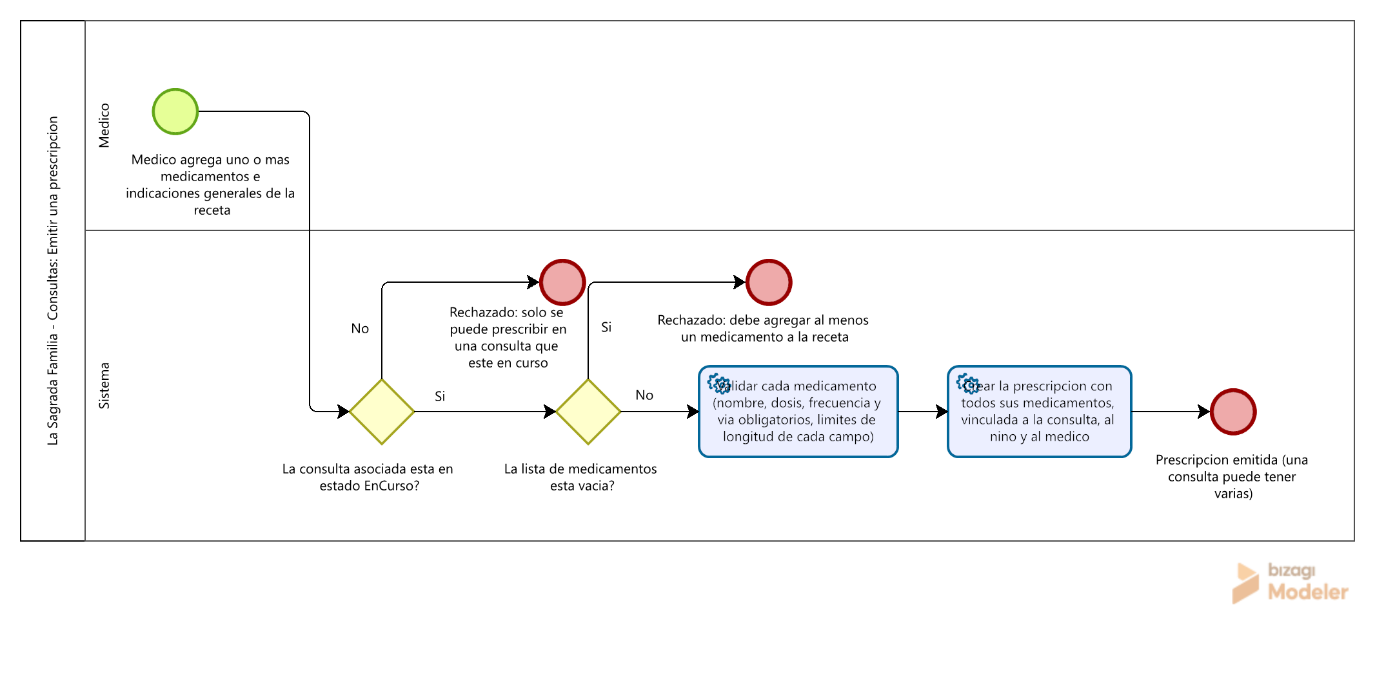 La Sagrada Familia - Consultas: Emitir una prescripcion
Medico
Medico agrega uno o mas
medicamentos e
indicaciones generales de la
receta
Sistema
No
Rechazado: solo se
puede prescribir en
una consulta que
este en curso
Si
Rechazado: debe agregar al menos
un medicamento a la receta
Si
La consulta asociada esta en
estado EnCurso?
No
La lista de medicamentos
esta vacia?
Validar cada medicamento
(nombre, dosis, frecuencia y
via obligatorios, limites de
longitud de cada campo)
Crear la prescripcion con
todos sus medicamentos,
vinculada a la consulta, al
nino y al medico
Prescripcion emitida (una
consulta puede tener
varias)
bizagi
Modeler